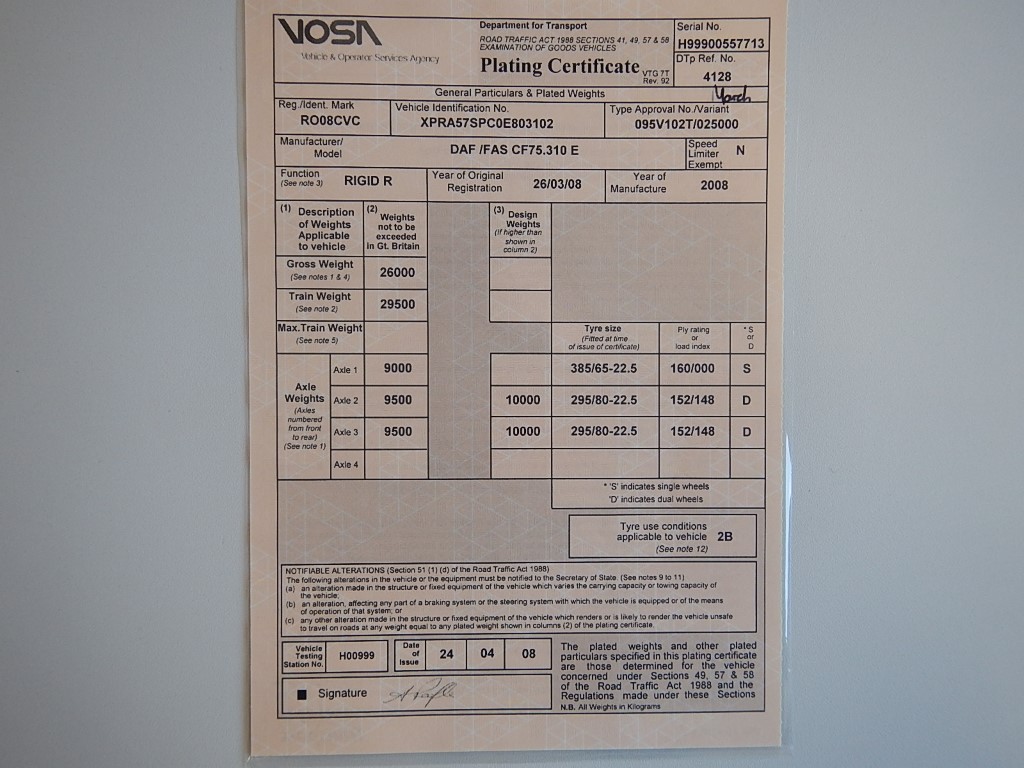 VOSA
Vehicle & Operator Services Agency
Department for Transport
ROAD TRAFFIC ACT 1988 SECTIONS 41, 49, 57 & 58
EXAMINATION OF GOODS VEHICLES
Plating Certificate VTG 7T
Rev. 92
Serial No.
H99900557713
DTp Ref. No.
4128
March
General Particulars & Plated Weights
Reg./Ident. Mark
RO08CVC
Vehicle Identification No.
XPRA57SPC0E803102
Type Approval No./Variant
095V102T/025000
Manufacturer/
Model
DAF /FAS CF75.310 E
Speed
Limiter
Exempt
N
Function
(See note 3)
RIGID R
Year of Original
Registration
26/03/08
Year of
Manufacture
2008
(1) Description
of Weights
Applicable
to vehicle
(2) Weights
not to be
exceeded
in Gt. Britain
(3) Design
Weights
(If higher than
shown in
column 2)
Gross Weight
(See notes 1 & 4)
26000
Train Weight
(See note 2)
29500
Max.Train Weight
(See note 5)
Tyre size
(Fitted at time
of issue of certificate)
Ply rating
or
load index
* S
or
D
Axle
Weights
(Axles
numbered
from front
to rear)
(See note 1)
Axle 1 9000 385/65-22.5 160/000 S
Axle 2 9500 10000 295/80-22.5 152/148 D
Axle 3 9500 10000 295/80-22.5 152/148 D
Axle 4
* 'S' indicates single wheels
'D' indicates dual wheels
Tyre use conditions
applicable to vehicle 2B
(See note 12)
NOTIFIABLE ALTERATIONS (Section 51 (1) (d) of the Road Traffic Act 1988)
The following alterations in the vehicle or the equipment must be notified to the Secretary of State. (See notes 9 to 11)
(a) an alteration made in the structure or fixed equipment of the vehicle which varies the carrying capacity or towing capacity of
the vehicle;
(b) an alteration, affecting any part of a braking system or the steering system with which the vehicle is equipped or of the means
of operation of that system; or
(c) any other alteration made in the structure or fixed equipment of the vehicle which renders or is likely to render the vehicle unsafe
to travel on roads at any weight equal to any plated weight shown in columns (2) of the plating certificate.
Vehicle
Testing
Station No.
H00999
Date
of
Issue
24 04 08
Signature
The plated weights and other plated
particulars specified in this plating certificate
are those determined for the vehicle
concerned under Sections 49, 57 & 58
of the Road Traffic Act 1988 and the
Regulations made under these Sections
N.B. All Weights in Kilograms